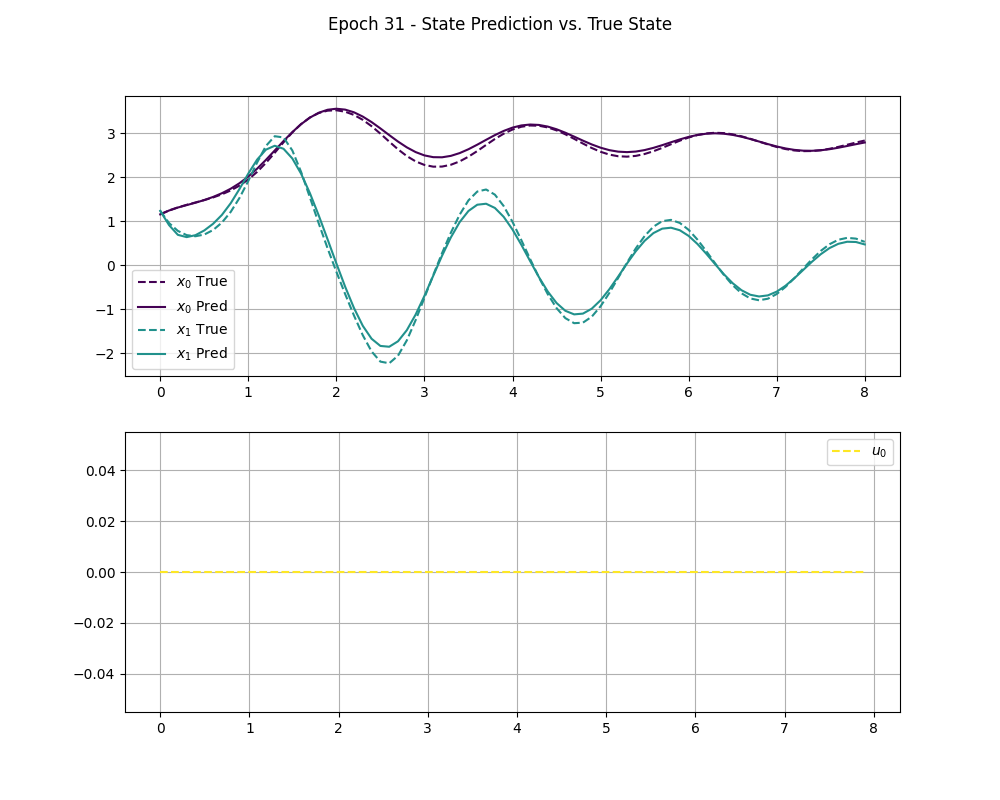 Epoch 31 - State Prediction vs. True State
3
2
1
0
−1
−2
x₀ True
x₀ Pred
x₁ True
x₁ Pred
0 1 2 3 4 5 6 7 8
0.04
0.02
0.00
−0.02
−0.04
u₀
0 1 2 3 4 5 6 7 8